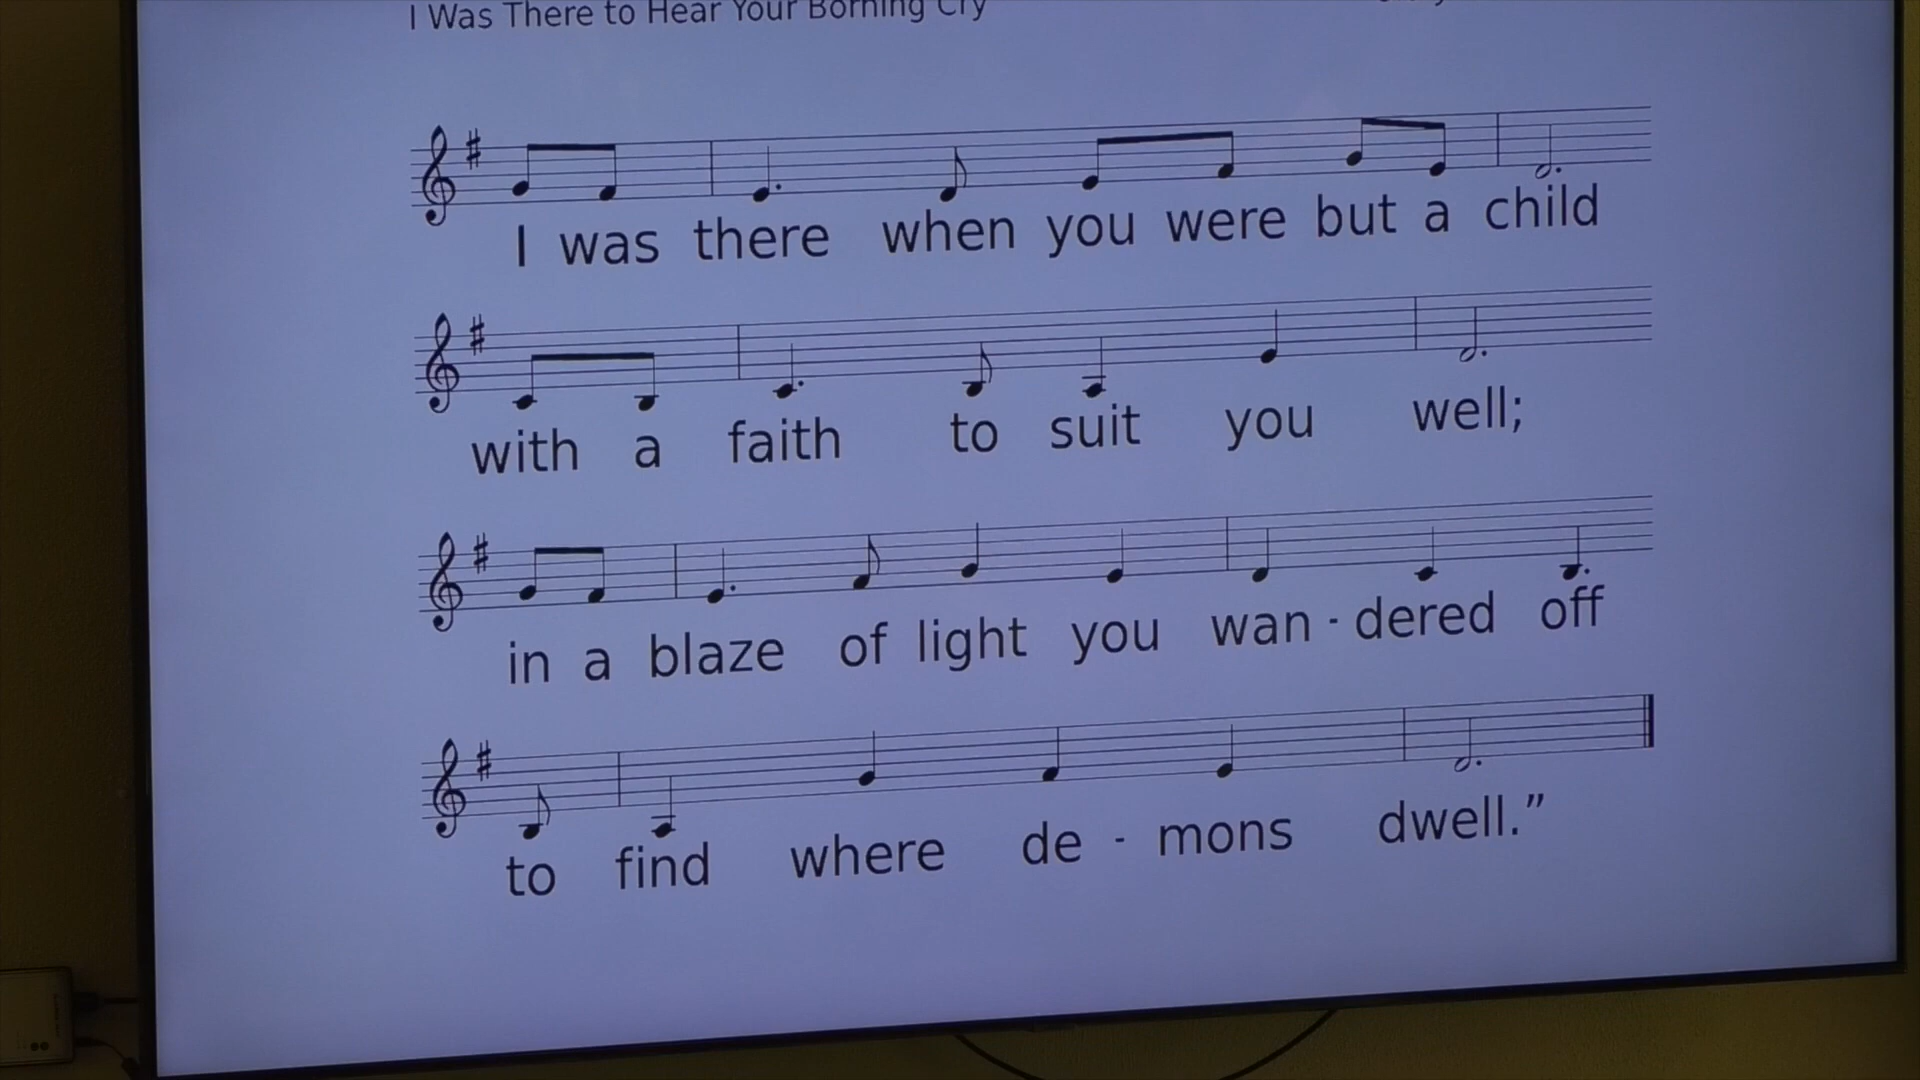 I Was There to Hear Your Borning Cry
I was there when you were but a child
with a faith to suit you well;
in a blaze of light you wan - dered off
to find where de - mons dwell.”